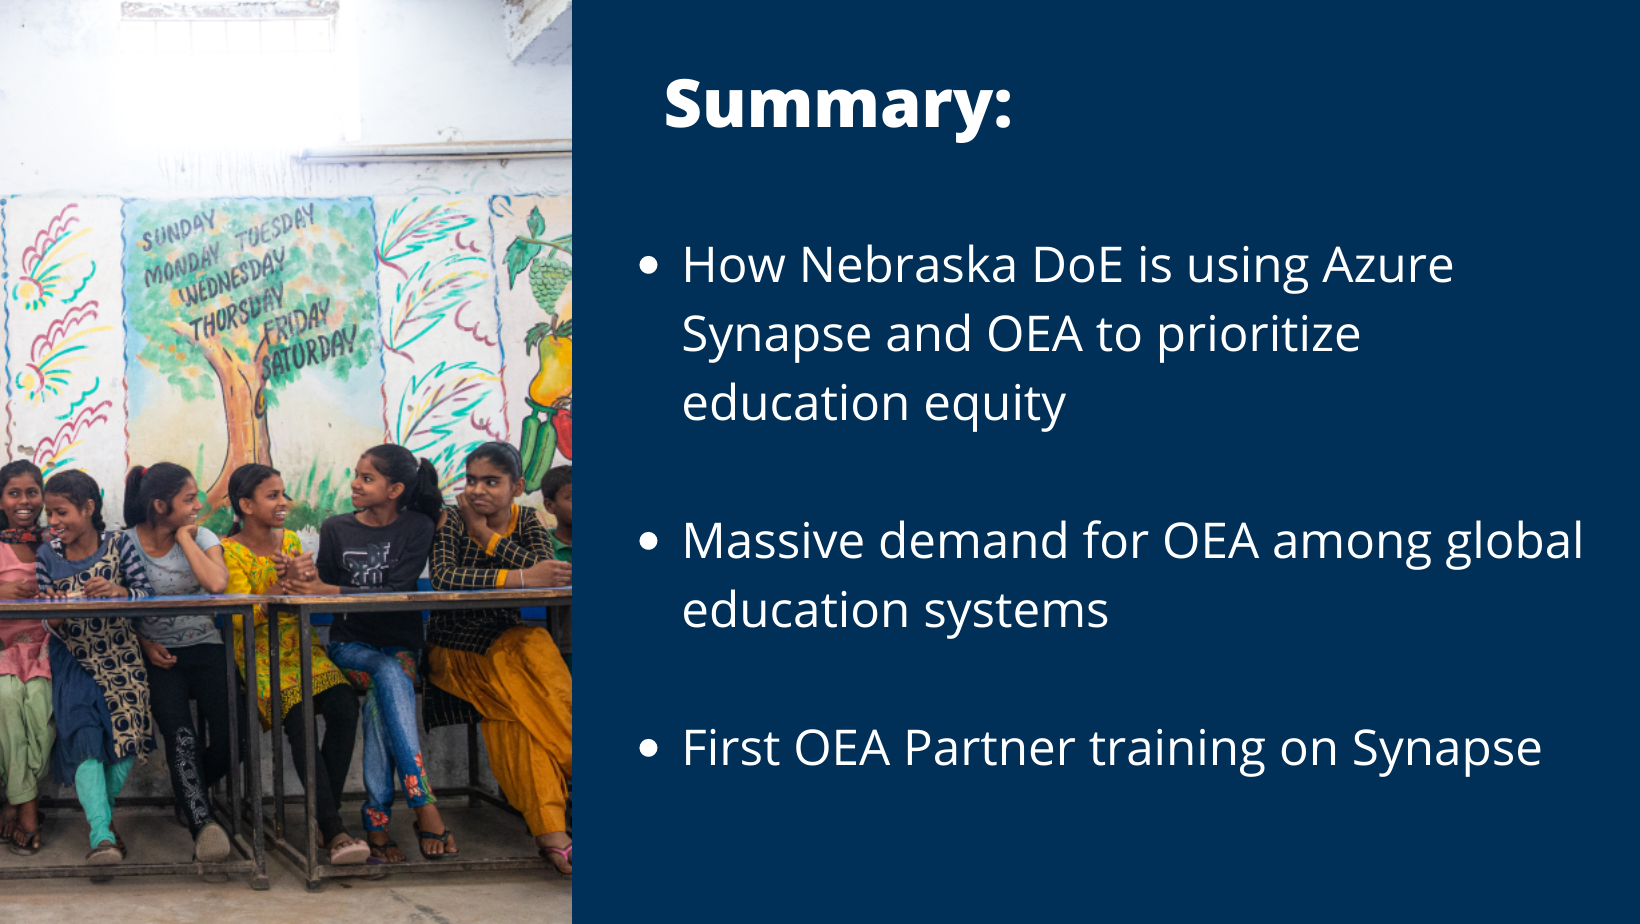 SUNDAY
TUESDAY
MONDAY
WEDNESDAY
THORSDAY
FRIDAY
SATURDAY
Summary:
• How Nebraska DoE is using Azure
Synapse and OEA to prioritize
education equity
• Massive demand for OEA among global
education systems
• First OEA Partner training on Synapse